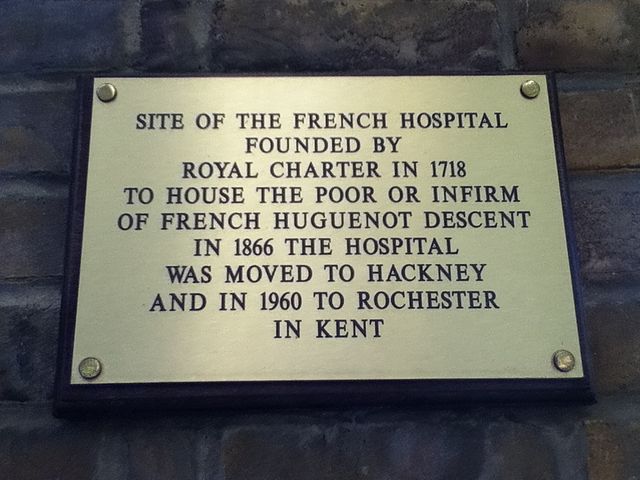 SITE OF THE FRENCH HOSPITAL
FOUNDED BY
ROYAL CHARTER IN 1718
TO HOUSE THE POOR OR INFIRM
OF FRENCH HUGUENOT DESCENT
IN 1866 THE HOSPITAL
WAS MOVED TO HACKNEY
AND IN 1960 TO ROCHESTER
IN KENT